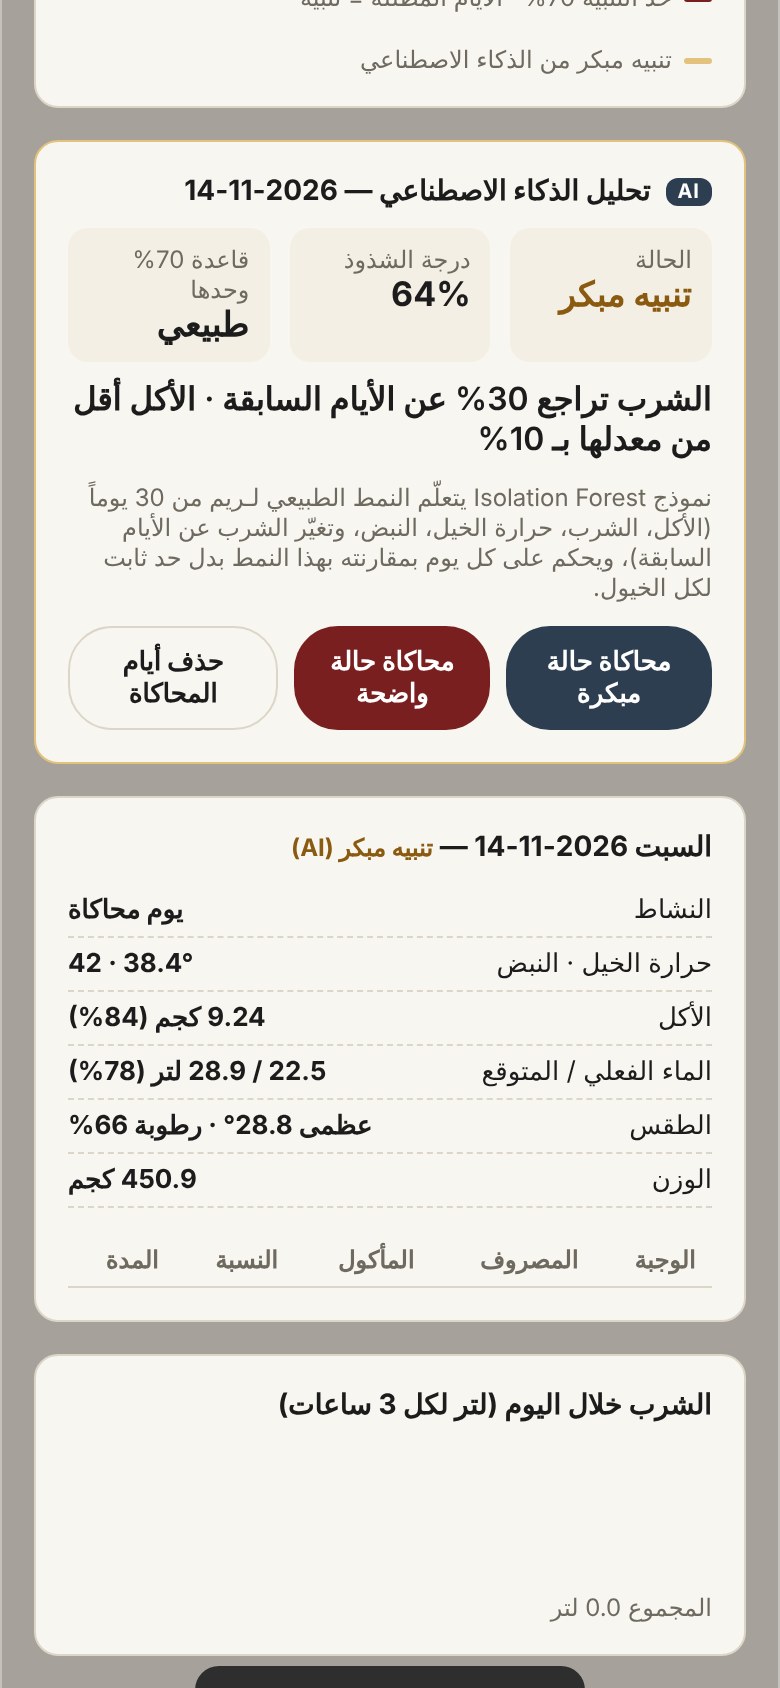 حد التنبيه 70% · الأيام المظللة = تنبيه
تنبيه مبكر من الذكاء الاصطناعي
AI تحليل الذكاء الاصطناعي — 2026-11-14
الحالة
تنبيه مبكر
درجة الشذوذ
64%
قاعدة 70%
وحدها
طبيعي
الشرب تراجع 30% عن الأيام السابقة · الأكل أقل
من معدلها بـ 10%
نموذج Isolation Forest يتعلّم النمط الطبيعي لـريم من 30 يوماً
(الأكل، الشرب، حرارة الخيل، النبض، وتغيّر الشرب عن الأيام
السابقة)، ويحكم على كل يوم بمقارنته بهذا النمط بدل حد ثابت
لكل الخيول.
محاكاة حالة
مبكرة
محاكاة حالة
واضحة
حذف أيام
المحاكاة
السبت 2026-11-14 — تنبيه مبكر (AI)
النشاط يوم محاكاة
حرارة الخيل · النبض 38.4° · 42
الأكل 9.24 كجم (84%)
الماء الفعلي / المتوقع 22.5 / 28.9 لتر (78%)
الطقس عظمى 28.8° · رطوبة 66%
الوزن 450.9 كجم
الوجبة المصروف المأكول النسبة المدة
الشرب خلال اليوم (لتر لكل 3 ساعات)
المجموع 0.0 لتر